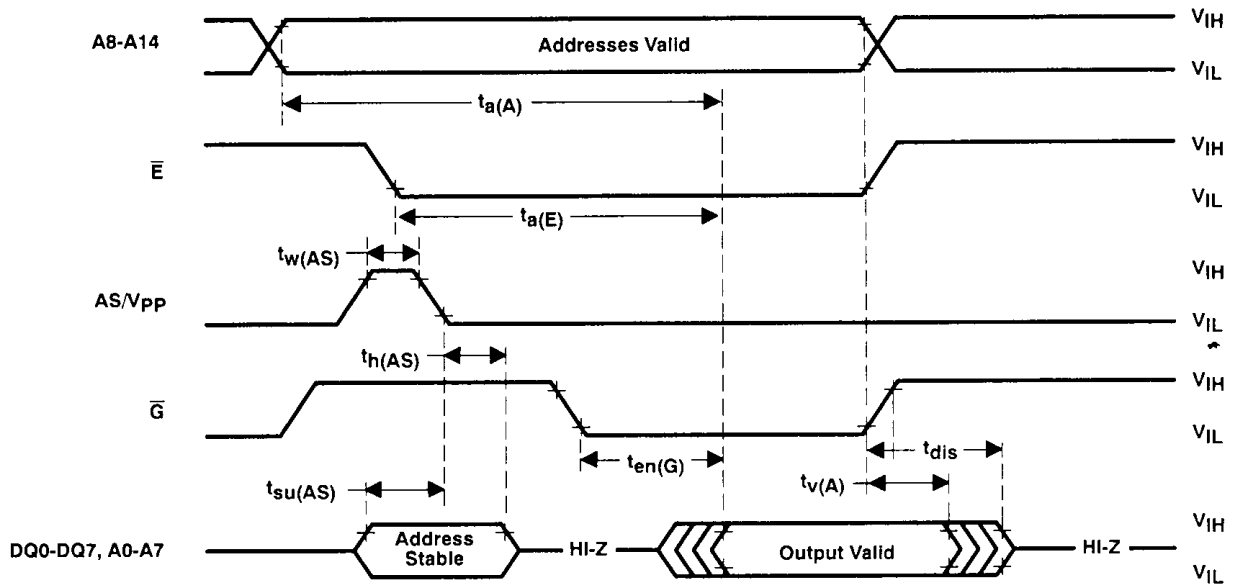 A8-A14
Addresses Valid
VIH
VIL
ta(A)
E
VIH
VIL
ta(E)
tw(AS)
AS/VPP
VIH
VIL
th(AS)
G
VIH
VIL
tdis
ten(G)
tv(A)
tsu(AS)
DQ0-DQ7, A0-A7
Address
Stable
HI-Z
Output Valid
HI-Z
VIH
VIL